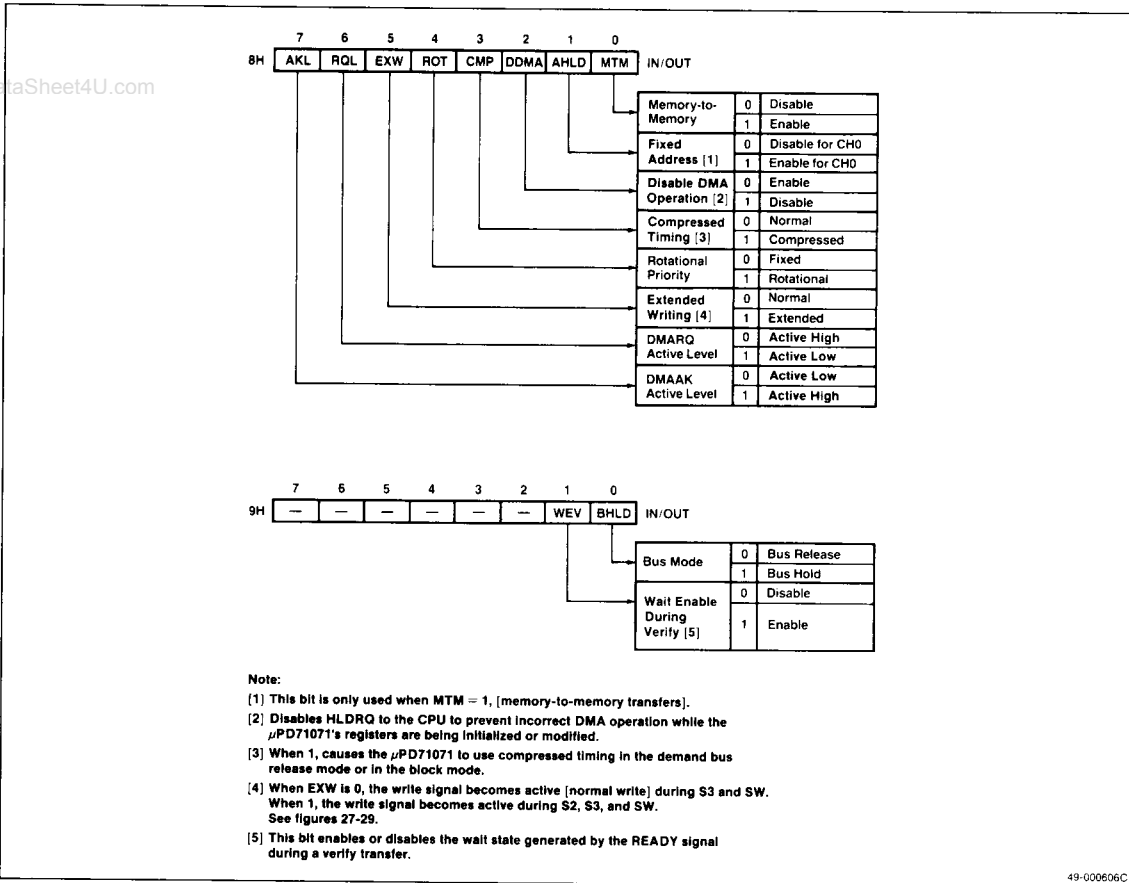 7 6 5 4 3 2 1 0
8H AKL RQL EXW ROT CMP DDMA AHLD MTM IN/OUT
ataSheet4U.com
Memory-to-Memory 0 Disable
1 Enable
Fixed Address [1] 0 Disable for CH0
1 Enable for CH0
Disable DMA Operation [2] 0 Enable
1 Disable
Compressed Timing [3] 0 Normal
1 Compressed
Rotational Priority 0 Fixed
1 Rotational
Extended Writing [4] 0 Normal
1 Extended
DMARQ Active Level 0 Active High
1 Active Low
DMAAK Active Level 0 Active Low
1 Active High
7 6 5 4 3 2 1 0
9H — — — — — — WEV BHLD IN/OUT
Bus Mode 0 Bus Release
1 Bus Hold
Wait Enable During Verify [5] 0 Disable
1 Enable
Note:
[1] This bit is only used when MTM = 1, [memory-to-memory transfers].
[2] Disables HLDRQ to the CPU to prevent incorrect DMA operation while the
µPD71071's registers are being initialized or modified.
[3] When 1, causes the µPD71071 to use compressed timing in the demand bus
release mode or in the block mode.
[4] When EXW is 0, the write signal becomes active [normal write] during S3 and SW.
When 1, the write signal becomes active during S2, S3, and SW.
See figures 27-29.
[5] This bit enables or disables the wait state generated by the READY signal
during a verify transfer.
49-000606C